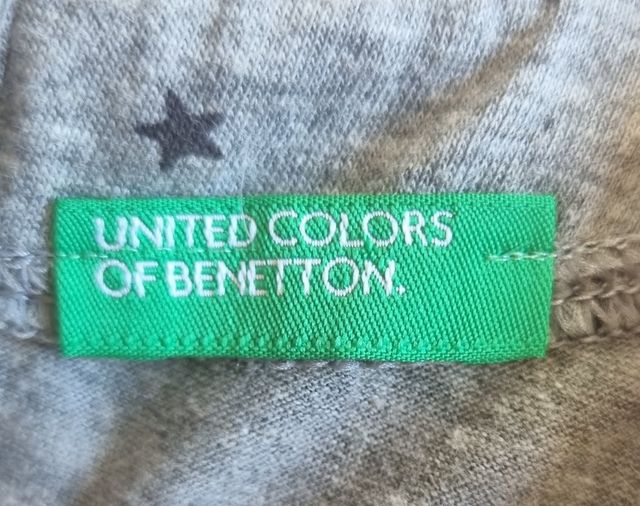 UNITED COLORS
OF BENETTON.